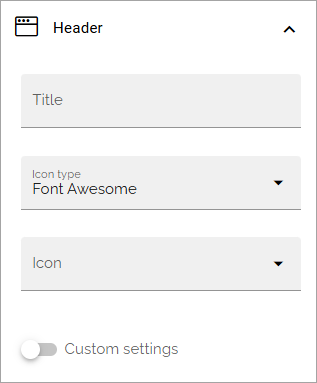 Header
Title
Icon type
Font Awesome
Icon
Custom settings